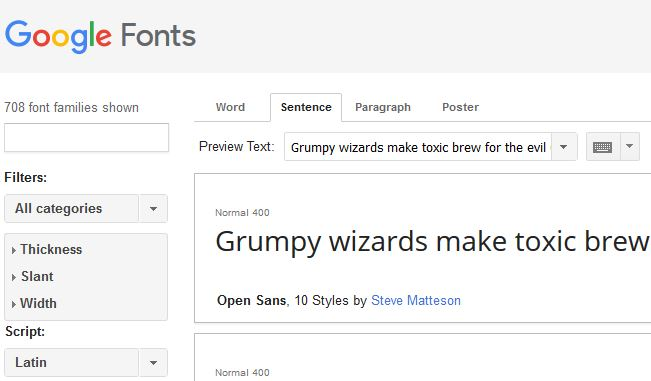 Google Fonts
708 font families shown
Word Sentence Paragraph Poster
Preview Text: Grumpy wizards make toxic brew for the evil
Filters:
All categories
Thickness
Slant
Width
Script:
Latin
Normal 400
Grumpy wizards make toxic brew
Open Sans, 10 Styles by Steve Matteson
Normal 400